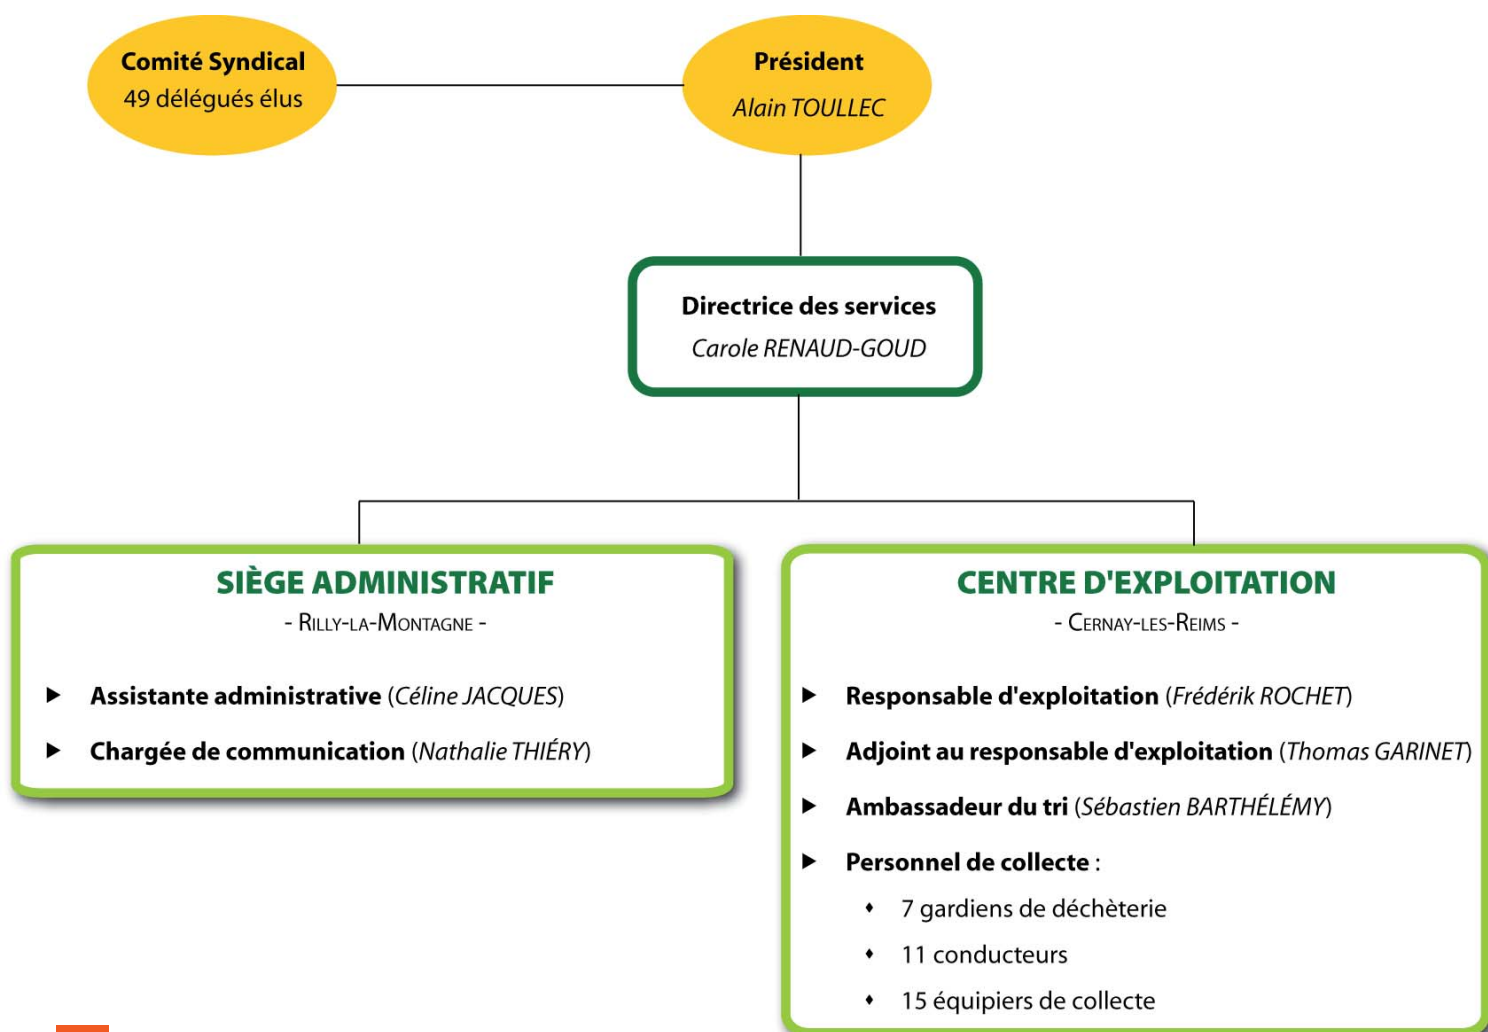 Comité Syndical
49 délégués élus
Président
Alain TOULLEC
Directrice des services
Carole RENAUD-GOUD
SIÈGE ADMINISTRATIF
- Rilly-la-Montagne -
► Assistante administrative (Céline JACQUES)
► Chargée de communication (Nathalie THIÉRY)
CENTRE D'EXPLOITATION
- Cernay-les-Reims -
► Responsable d'exploitation (Frédérik ROCHET)
► Adjoint au responsable d'exploitation (Thomas GARINET)
► Ambassadeur du tri (Sébastien BARTHÉLÉMY)
► Personnel de collecte :
♦ 7 gardiens de déchèterie
♦ 11 conducteurs
♦ 15 équipiers de collecte